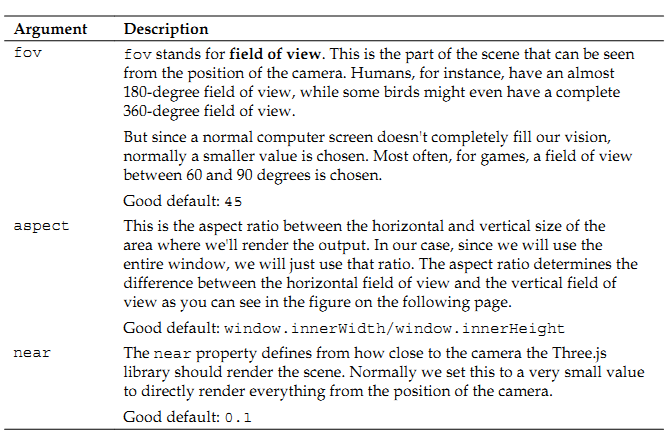 Argument Description
fov fov stands for field of view. This is the part of the scene that can be seen
from the position of the camera. Humans, for instance, have an almost
180-degree field of view, while some birds might even have a complete
360-degree field of view.
But since a normal computer screen doesn't completely fill our vision,
normally a smaller value is chosen. Most often, for games, a field of view
between 60 and 90 degrees is chosen.
Good default: 45
aspect This is the aspect ratio between the horizontal and vertical size of the
area where we'll render the output. In our case, since we will use the
entire window, we will just use that ratio. The aspect ratio determines the
difference between the horizontal field of view and the vertical field of
view as you can see in the figure on the following page.
Good default: window.innerWidth/window.innerHeight
near The near property defines from how close to the camera the Three.js
library should render the scene. Normally we set this to a very small value
to directly render everything from the position of the camera.
Good default: 0.1